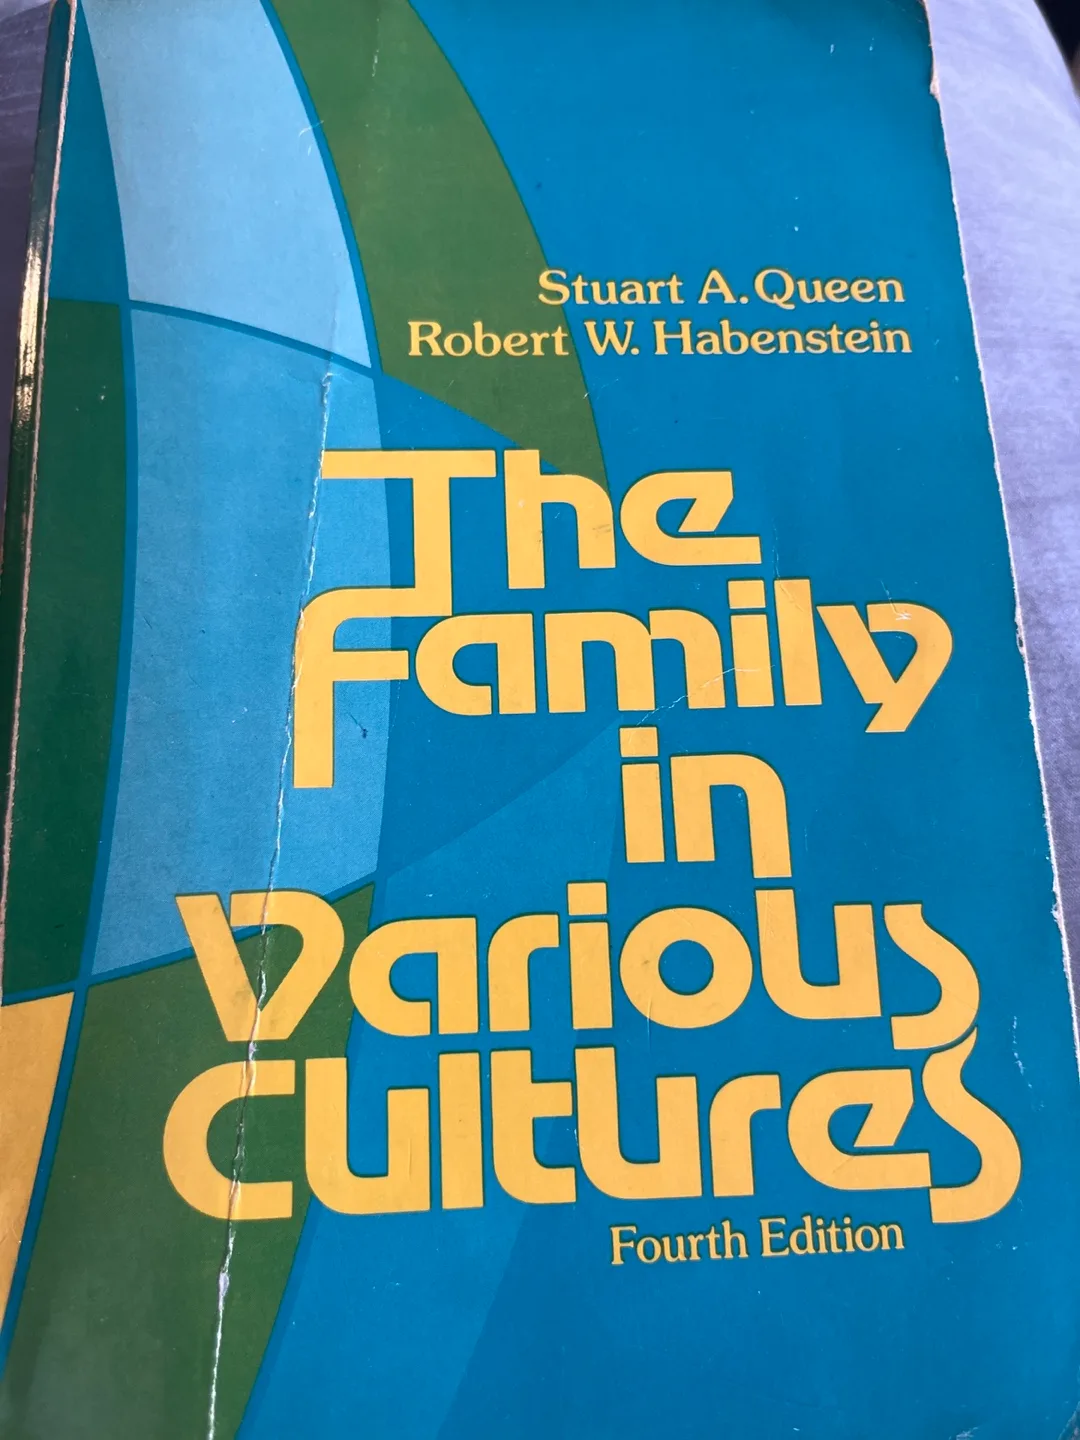 Stuart A. Queen
Robert W. Habenstein
The
Family
in
Various
Cultures
Fourth Edition